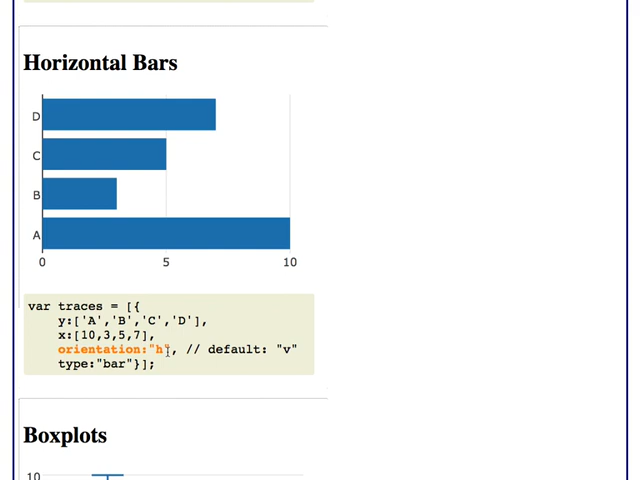 Horizontal Bars
D
C
B
A
0 5 10
var traces = [{
y:['A','B','C','D'],
x:[10,3,5,7],
orientation:"h", // default: "v"
type:"bar"}];
Boxplots
10